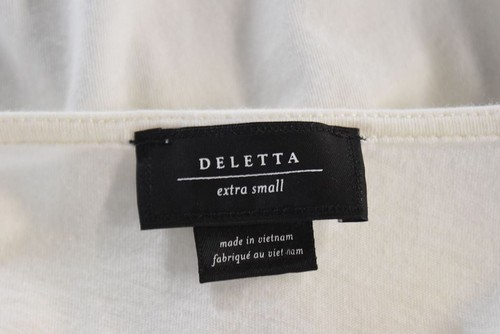 DELETTA
extra small
made in vietnam
fabriqué au vietnam